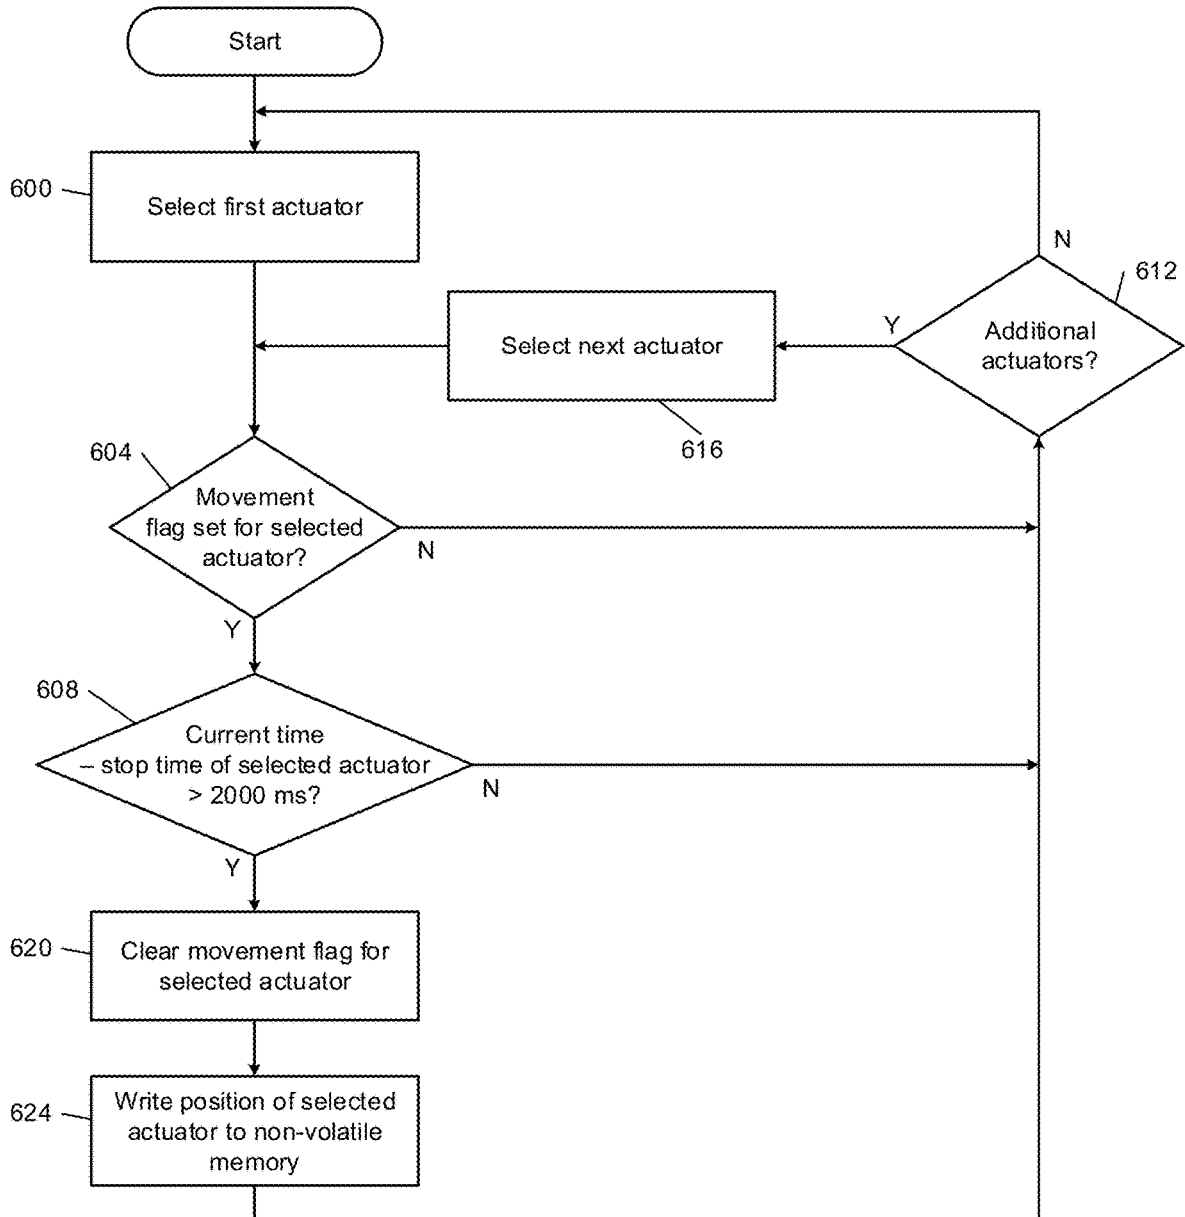 Start
600
Select first actuator
N
612
Additional
actuators?
Y
Select next actuator
616
604
Movement
flag set for selected
actuator?
N
Y
608
Current time
– stop time of selected actuator
> 2000 ms?
N
Y
620
Clear movement flag for
selected actuator
624
Write position of selected
actuator to non-volatile
memory